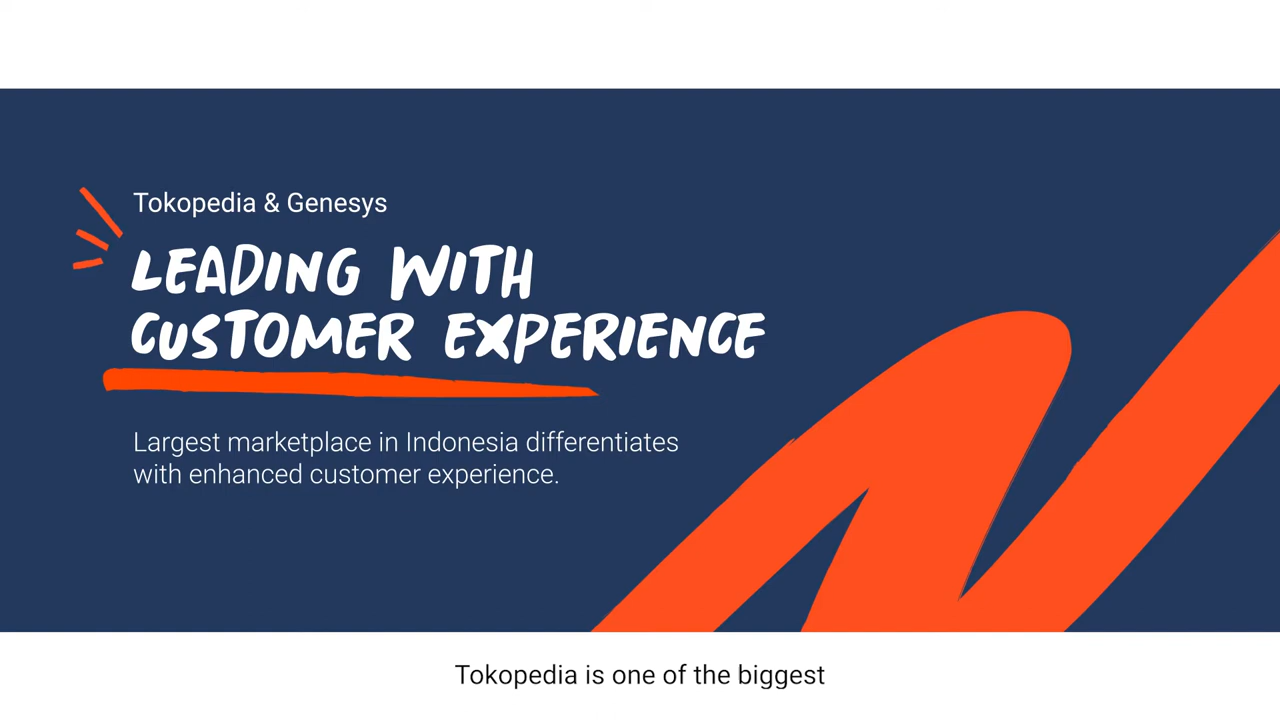 Tokopedia & Genesys
LEADING WITH
CUSTOMER EXPERIENCE
Largest marketplace in Indonesia differentiates
with enhanced customer experience.
Tokopedia is one of the biggest